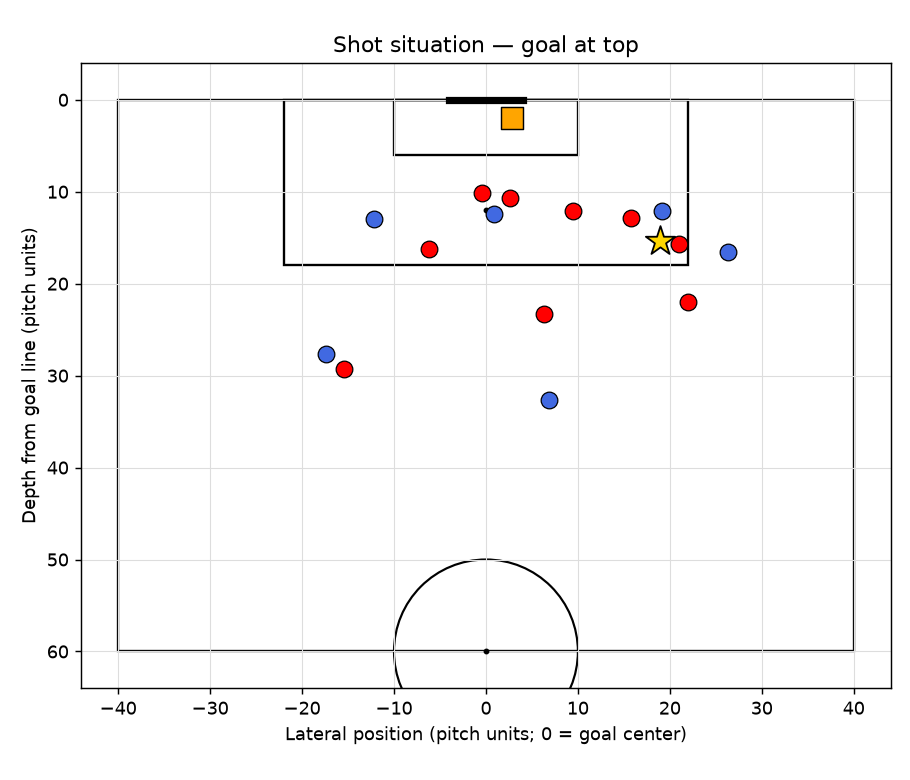 Shot situation — goal at top
Depth from goal line (pitch units)
0
10
20
30
40
50
60
−40 −30 −20 −10 0 10 20 30 40
Lateral position (pitch units; 0 = goal center)